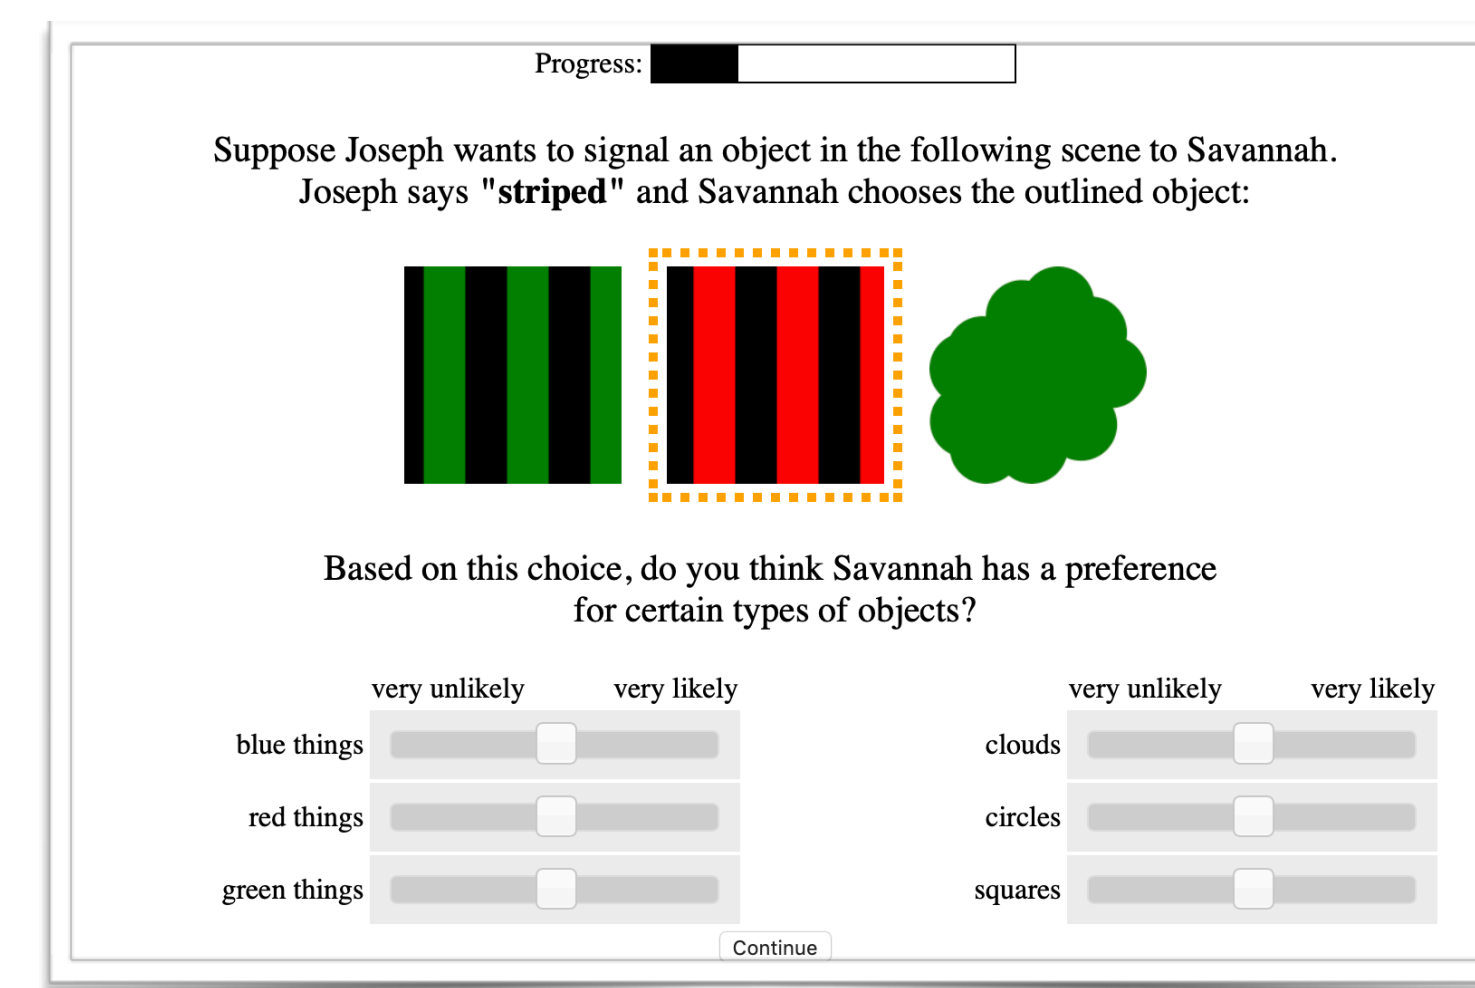 Progress:
Suppose Joseph wants to signal an object in the following scene to Savannah.
Joseph says "striped" and Savannah chooses the outlined object:
Based on this choice, do you think Savannah has a preference
for certain types of objects?
very unlikely very likely
blue things
red things
green things
very unlikely very likely
clouds
circles
squares
Continue